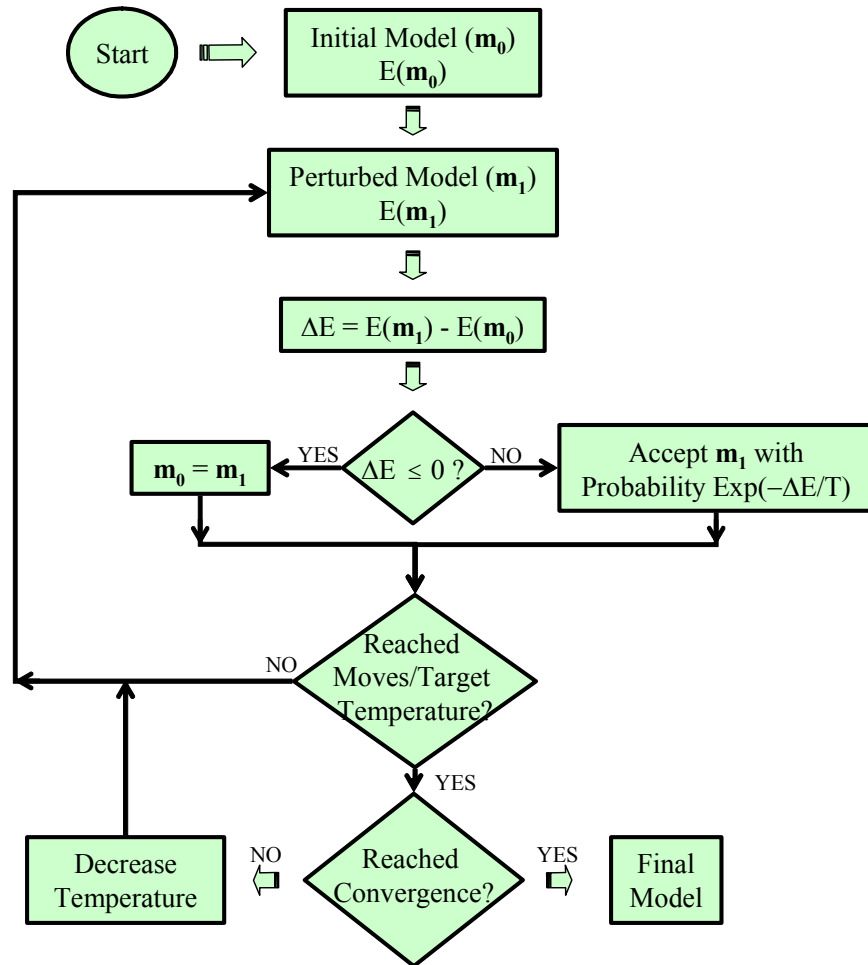 Start
Initial Model (m₀)
E(m₀)
Perturbed Model (m₁)
E(m₁)
ΔE = E(m₁) - E(m₀)
YES
ΔE ≤ 0 ?
NO
m₀ = m₁
Accept m₁ with
Probability Exp(−ΔE/T)
NO
Reached
Moves/Target
Temperature?
YES
Decrease
Temperature
NO
Reached
Convergence?
YES
Final
Model